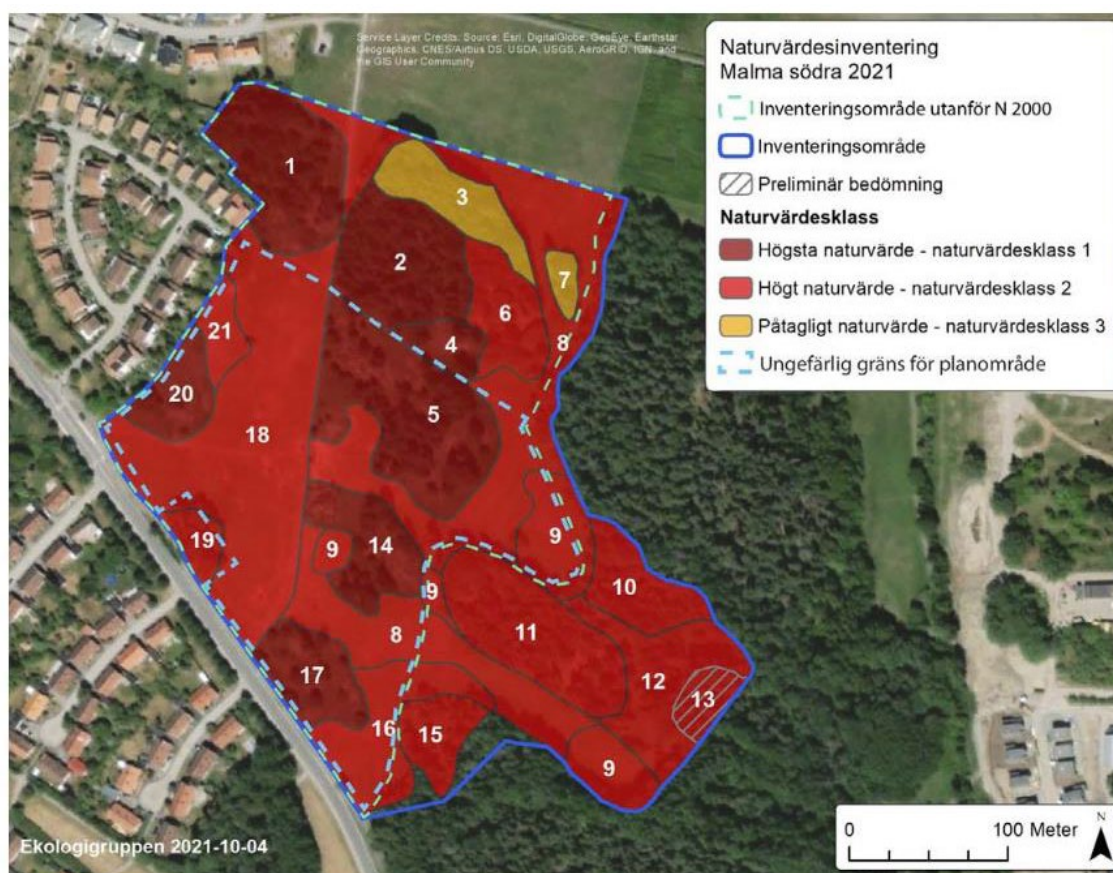 Service Layer Credits: Source: Esri, DigitalGlobe, GeoEye, Earthstar
Geographics, CNES/Airbus DS, USDA, USGS, AeroGRID, IGN, and
the GIS User Community
Naturvärdesinventering
Malma södra 2021
Inventeringsområde utanför N 2000
Inventeringsområde
Preliminär bedömning
Naturvärdesklass
Högsta naturvärde - naturvärdesklass 1
Högt naturvärde - naturvärdesklass 2
Påtagligt naturvärde - naturvärdesklass 3
Ungefärlig gräns för planområde
1
3
2
7
6
21
4
8
20
5
18
19
9
14
9
10
9
11
8
12
17
13
16
15
9
Ekologigruppen 2021-10-04
0 100 Meter
N